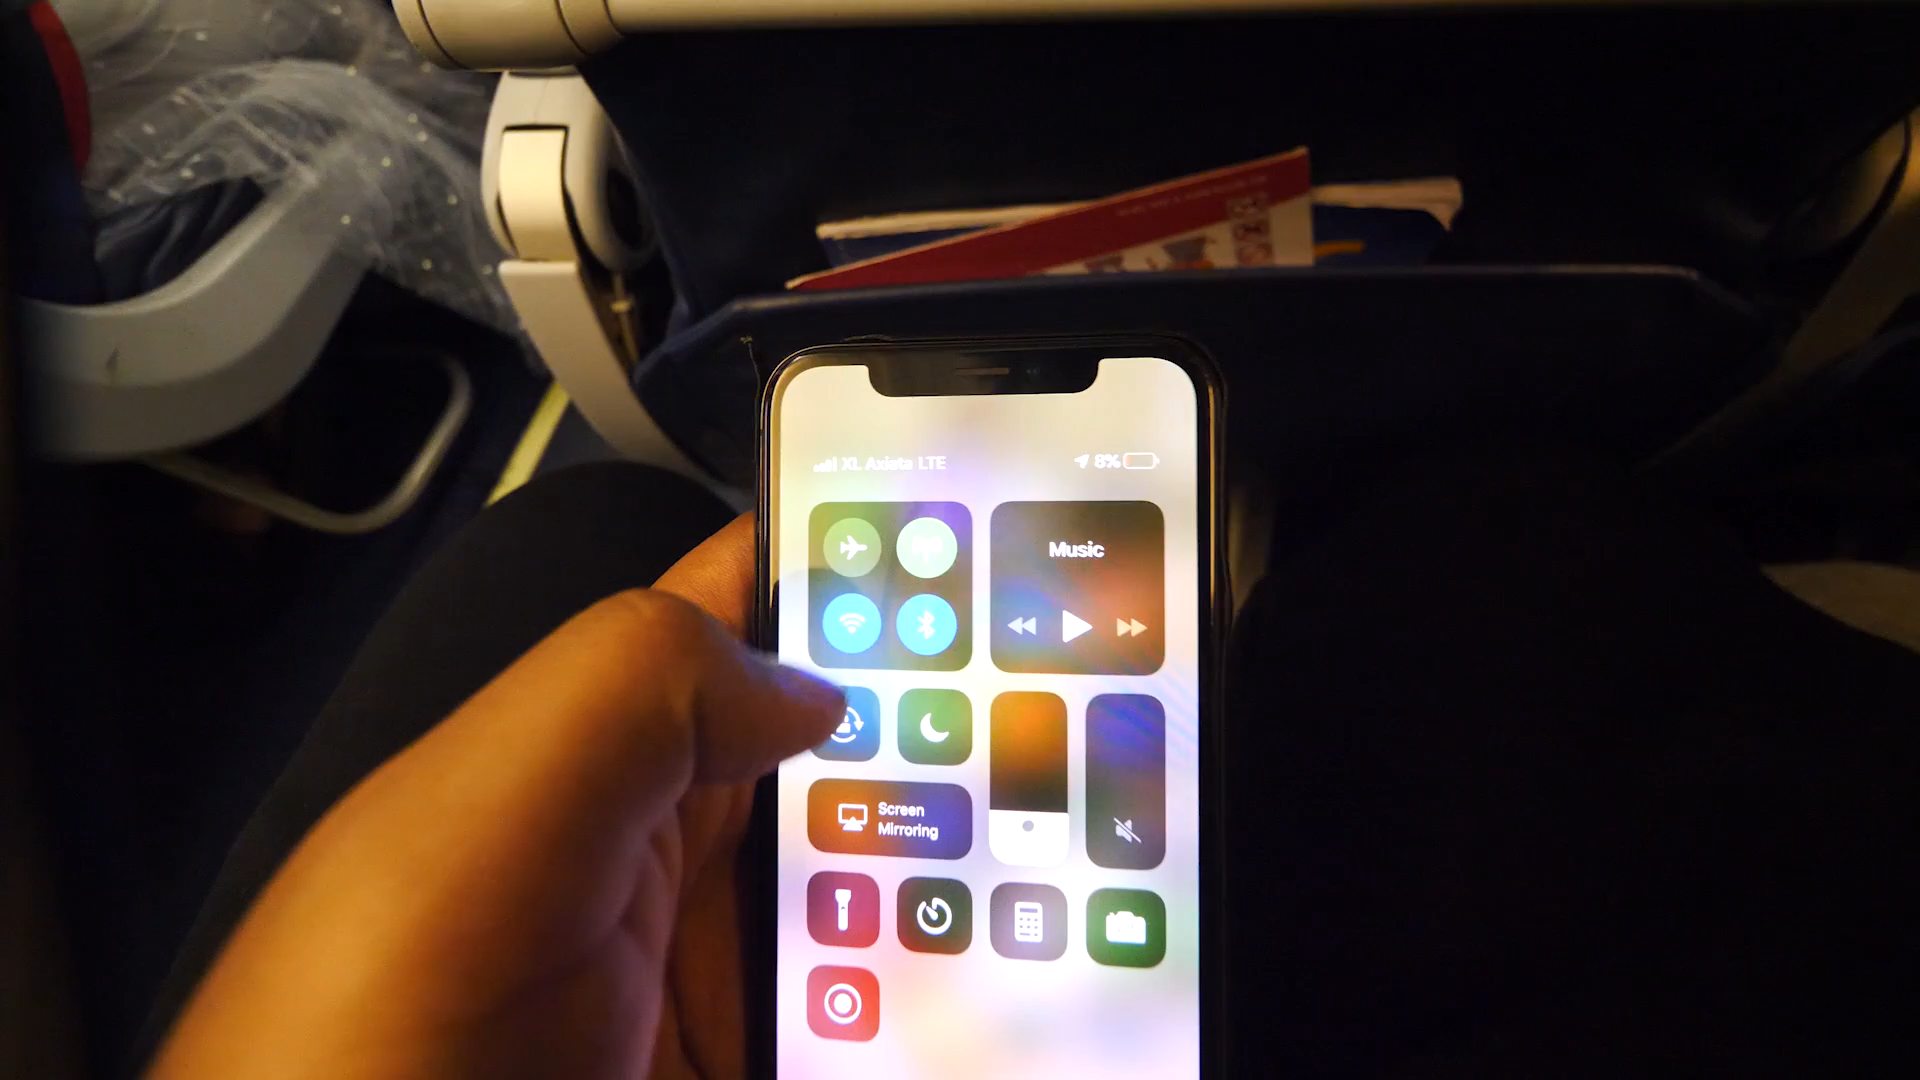 XL Axiata LTE
8%
Music
Screen
Mirroring